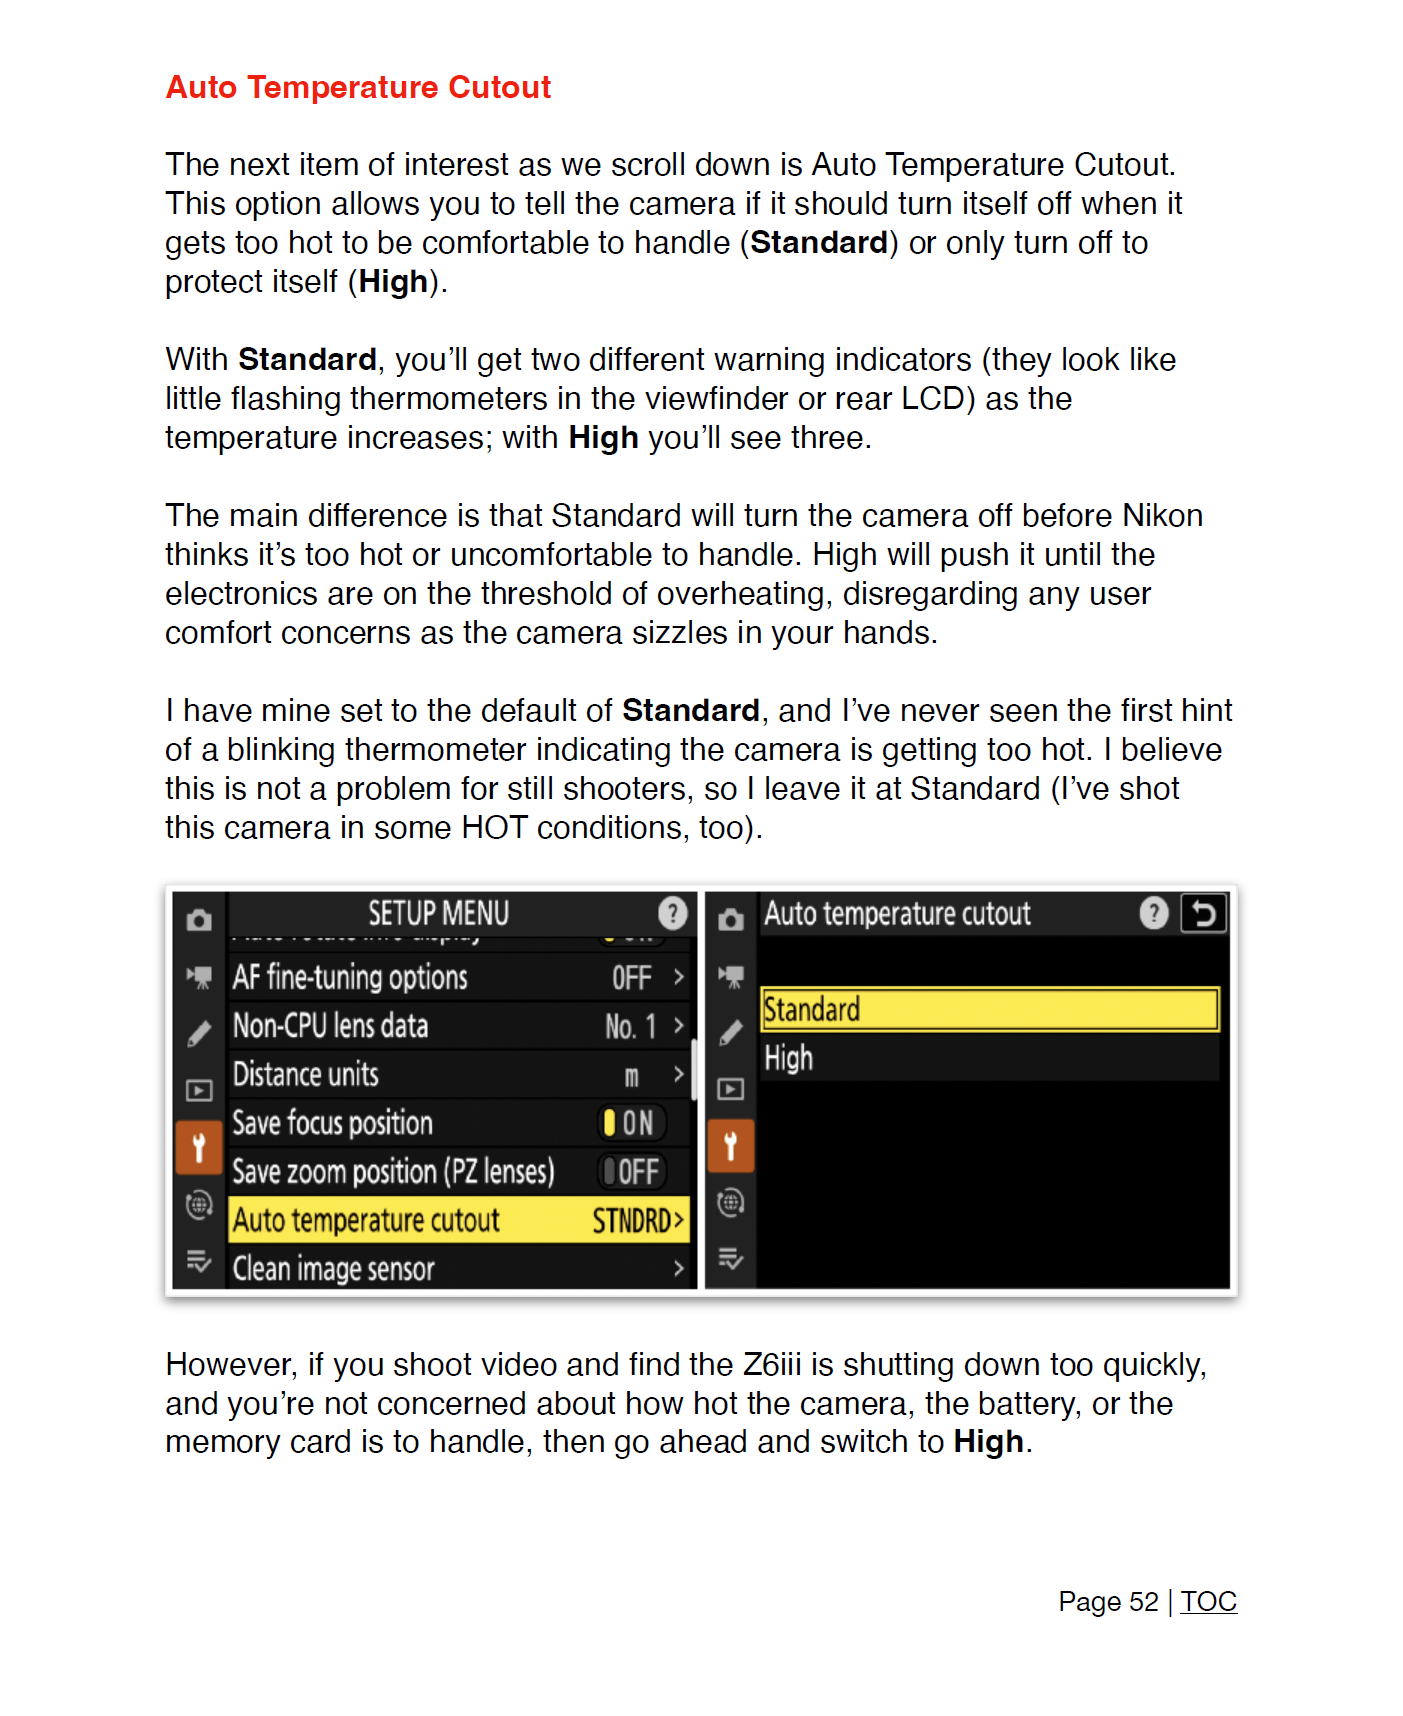 Auto Temperature Cutout
The next item of interest as we scroll down is Auto Temperature Cutout.
This option allows you to tell the camera if it should turn itself off when it
gets too hot to be comfortable to handle (Standard) or only turn off to
protect itself (High).
With Standard, you’ll get two different warning indicators (they look like
little flashing thermometers in the viewfinder or rear LCD) as the
temperature increases; with High you’ll see three.
The main difference is that Standard will turn the camera off before Nikon
thinks it’s too hot or uncomfortable to handle. High will push it until the
electronics are on the threshold of overheating, disregarding any user
comfort concerns as the camera sizzles in your hands.
I have mine set to the default of Standard, and I’ve never seen the first hint
of a blinking thermometer indicating the camera is getting too hot. I believe
this is not a problem for still shooters, so I leave it at Standard (I’ve shot
this camera in some HOT conditions, too).
SETUP MENU ?
AF fine-tuning options OFF >
Non-CPU lens data No. 1 >
Distance units m >
Save focus position ON
Save zoom position (PZ lenses) OFF
Auto temperature cutout STNDRD>
Clean image sensor >
Auto temperature cutout ?
Standard
High
However, if you shoot video and find the Z6iii is shutting down too quickly,
and you’re not concerned about how hot the camera, the battery, or the
memory card is to handle, then go ahead and switch to High.
Page 52 | TOC